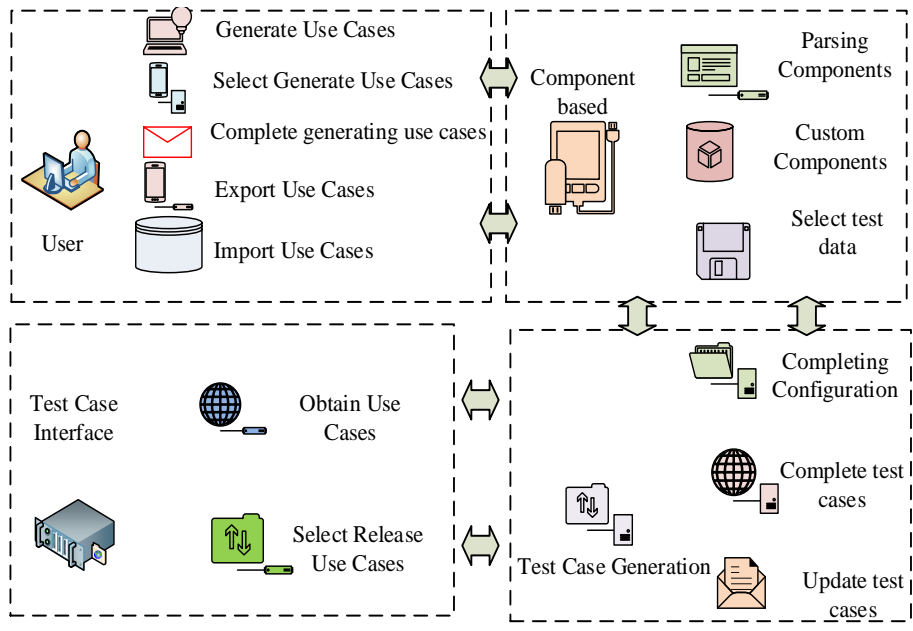 Generate Use Cases
Select Generate Use Cases
Complete generating use cases
Export Use Cases
Import Use Cases
User
Component
based
Parsing
Components
Custom
Components
Select test
data
Test Case
Interface
Obtain Use
Cases
Select Release
Use Cases
Completing
Configuration
Complete test
cases
Test Case Generation
Update test
cases